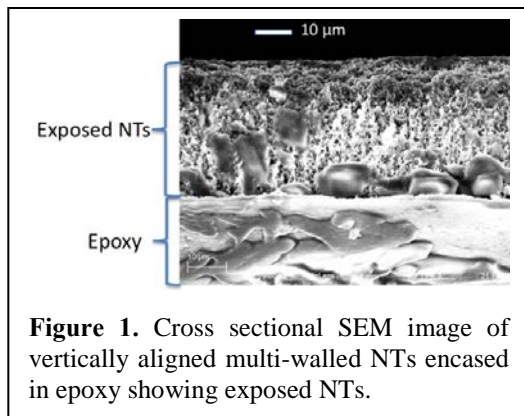 10 μm
Exposed NTs
Epoxy
Figure 1. Cross sectional SEM image of
vertically aligned multi-walled NTs encased
in epoxy showing exposed NTs.